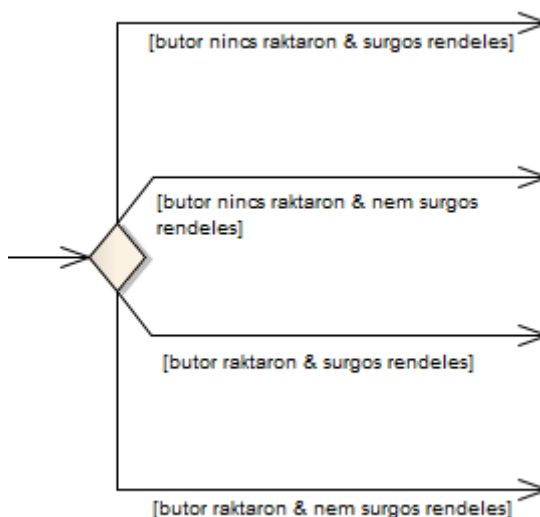 [butor nincs raktaron & surgos rendeles]
[butor nincs raktaron & nem surgos
rendeles]
[butor raktaron & surgos rendeles]
[butor raktaron & nem surgos rendeles]